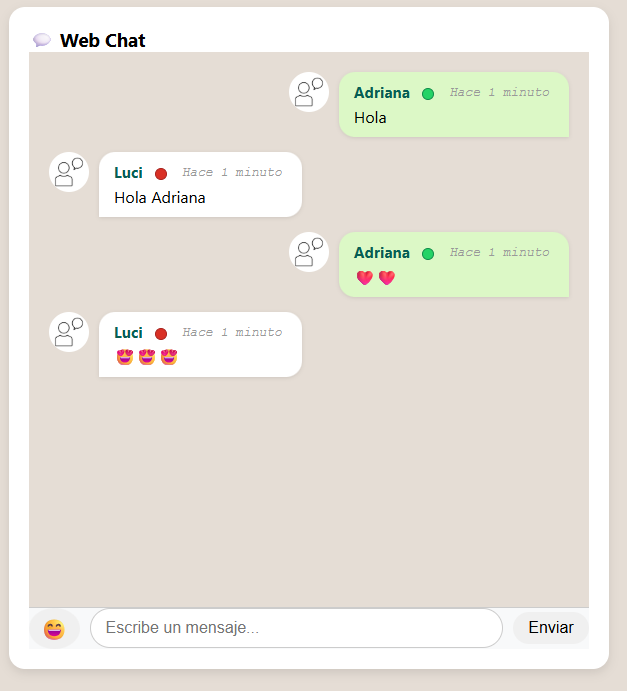 Web Chat
Adriana Hace 1 minuto
Hola
Luci Hace 1 minuto
Hola Adriana
Adriana Hace 1 minuto
💗💗
Luci Hace 1 minuto
😍😍😍
😄 Escribe un mensaje... Enviar